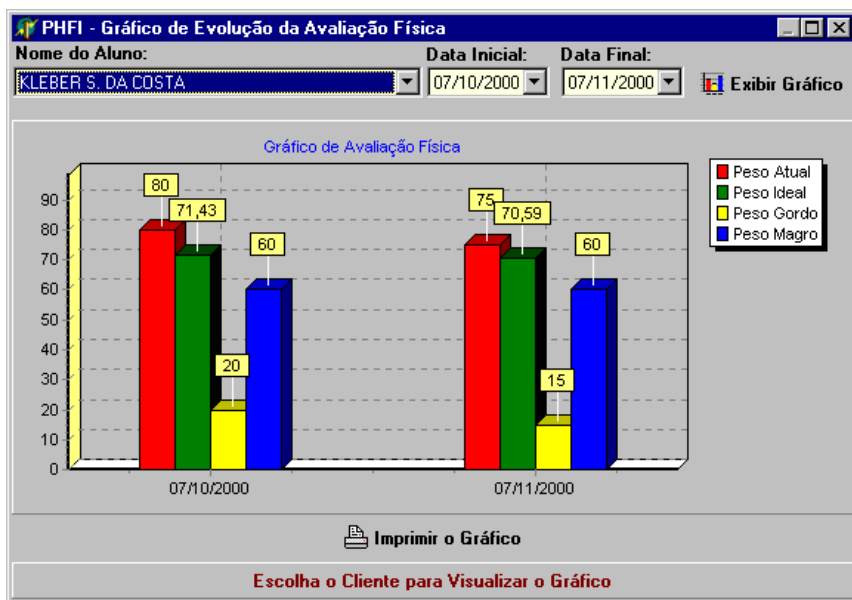 PHFI - Gráfico de Evolução da Avaliação Física
Nome do Aluno: Data Inicial: Data Final:
KLEBER S. DA COSTA 07/10/2000 07/11/2000 Exibir Gráfico
Gráfico de Avaliação Física
Peso Atual
Peso Ideal
Peso Gordo
Peso Magro
90
80
70
60
50
40
30
20
10
0
80
71,43
20
60
75
70,59
15
60
07/10/2000 07/11/2000
Imprimir o Gráfico
Escolha o Cliente para Visualizar o Gráfico